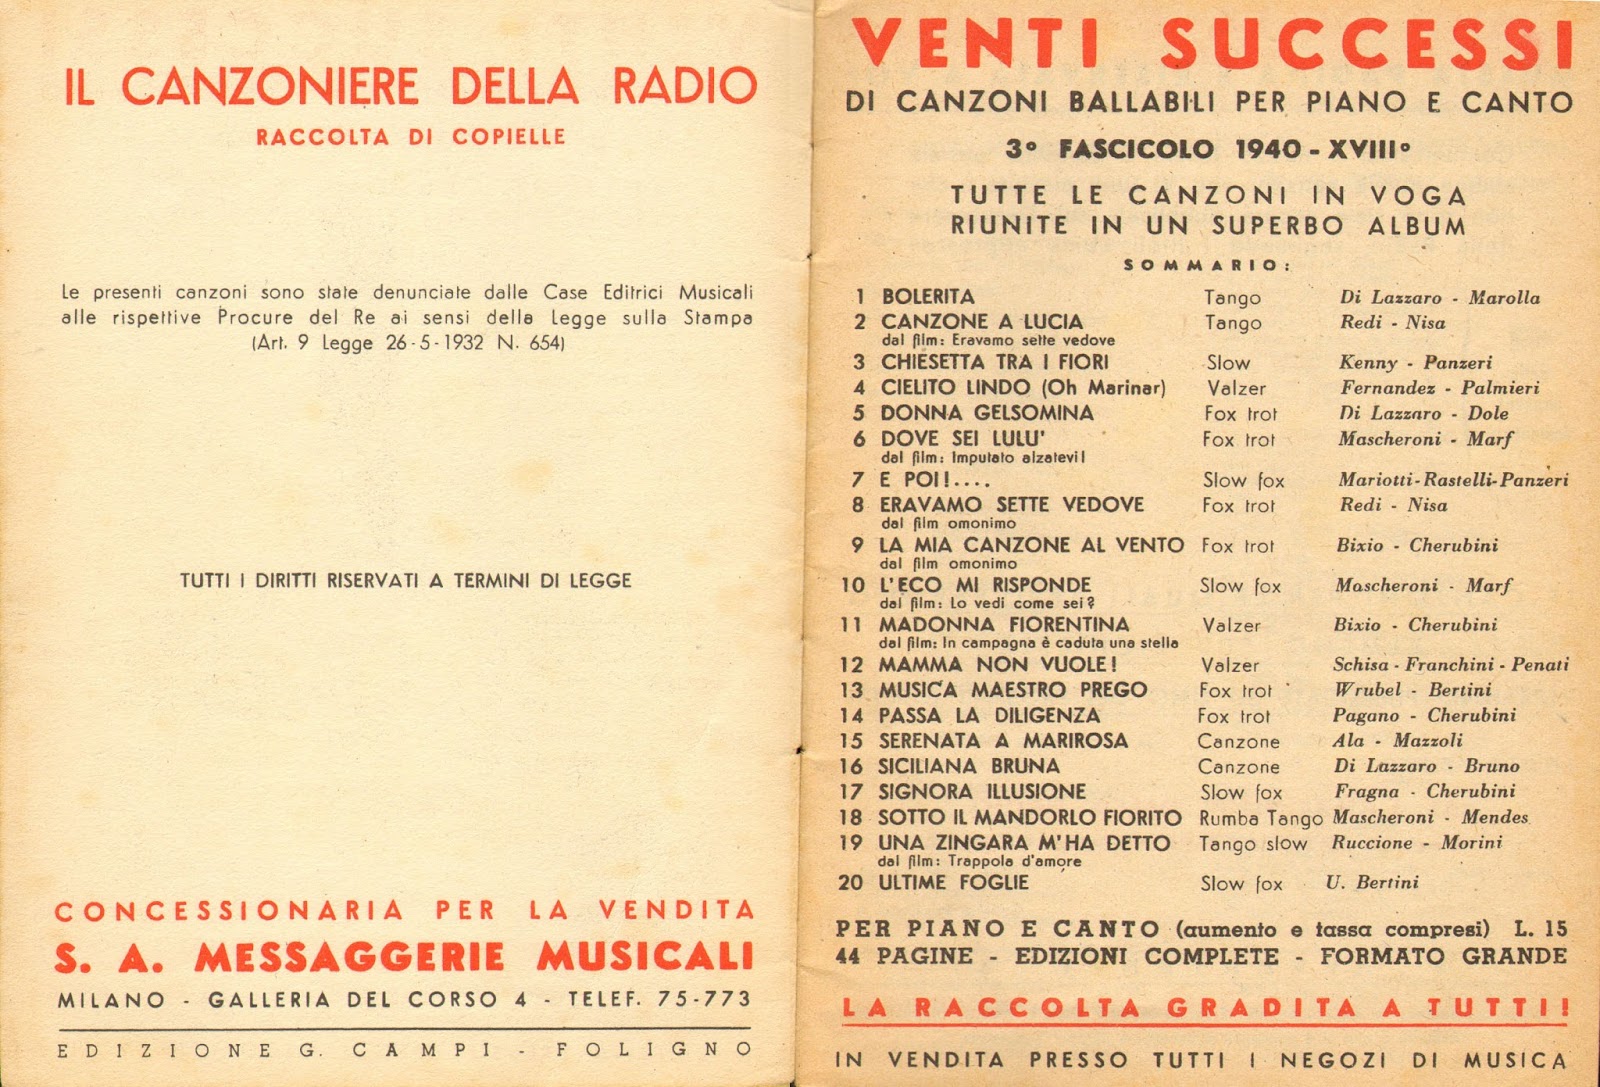 IL CANZONIERE DELLA RADIO
RACCOLTA DI COPIELLE
Le presenti canzoni sono state denunciate dalle Case Editrici Musicali
alle rispettive Procure del Re ai sensi della Legge sulla Stampa
(Art. 9 Legge 26-5-1932 N. 654)
TUTTI I DIRITTI RISERVATI A TERMINI DI LEGGE
CONCESSIONARIA PER LA VENDITA
S. A. MESSAGGERIE MUSICALI
MILANO - GALLERIA DEL CORSO 4 - TELEF. 75-773
EDIZIONE G. CAMPI - FOLIGNO
VENTI SUCCESSI
DI CANZONI BALLABILI PER PIANO E CANTO
3° FASCICOLO 1940-XVIII°
TUTTE LE CANZONI IN VOGA
RIUNITE IN UN SUPERBO ALBUM
SOMMARIO:
1 BOLERITA Tango Di Lazzaro - Marolla
2 CANZONE A LUCIA Tango Redi - Nisa
dal film: Eravamo sette vedove
3 CHIESETTA TRA I FIORI Slow Kenny - Panzeri
4 CIELITO LINDO (Oh Marinar) Valzer Fernandez - Palmieri
5 DONNA GELSOMINA Fox trot Di Lazzaro - Dole
6 DOVE SEI LULU' Fox trot Mascheroni - Marf
dal film: Imputato alzatevi!
7 E POI!.... Slow fox Mariotti-Rastelli-Panzeri
8 ERAVAMO SETTE VEDOVE Fox trot Redi - Nisa
dal film omonimo
9 LA MIA CANZONE AL VENTO Fox trot Bixio - Cherubini
dal film omonimo
10 L'ECO MI RISPONDE Slow fox Mascheroni - Marf
dal film: Lo vedi come sei?
11 MADONNA FIORENTINA Valzer Bixio - Cherubini
dal film: In campagna è caduta una stella
12 MAMMA NON VUOLE! Valzer Schisa - Franchini - Penati
13 MUSICA MAESTRO PREGO Fox trot Wrubel - Bertini
14 PASSA LA DILIGENZA Fox trot Pagano - Cherubini
15 SERENATA A MARIROSA Canzone Ala - Mazzoli
16 SICILIANA BRUNA Canzone Di Lazzaro - Bruno
17 SIGNORA ILLUSIONE Slow fox Fragna - Cherubini
18 SOTTO IL MANDORLO FIORITO Rumba Tango Mascheroni - Mendes
19 UNA ZINGARA M'HA DETTO Tango slow Ruccione - Morini
dal film: Trappola d'amore
20 ULTIME FOGLIE Slow fox U. Bertini
PER PIANO E CANTO (aumento e tassa compresi) L. 15
44 PAGINE - EDIZIONI COMPLETE - FORMATO GRANDE
LA RACCOLTA GRADITA A TUTTI!
IN VENDITA PRESSO TUTTI I NEGOZI DI MUSICA